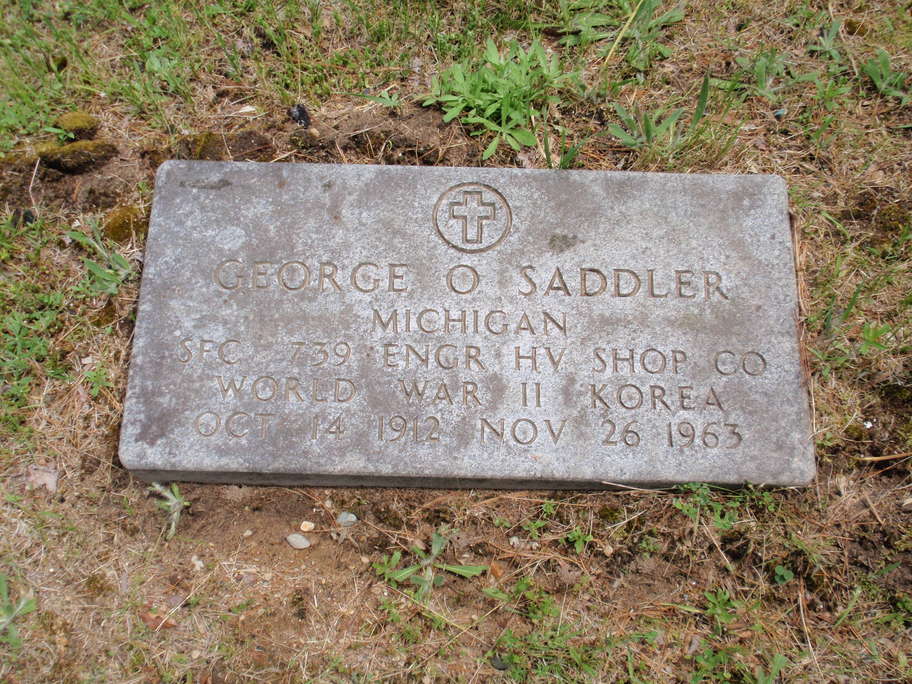 GEORGE O SADDLER
MICHIGAN
SFC 739 ENGR HV SHOP CO
WORLD WAR II KOREA
OCT 14 1912 NOV 26 1963